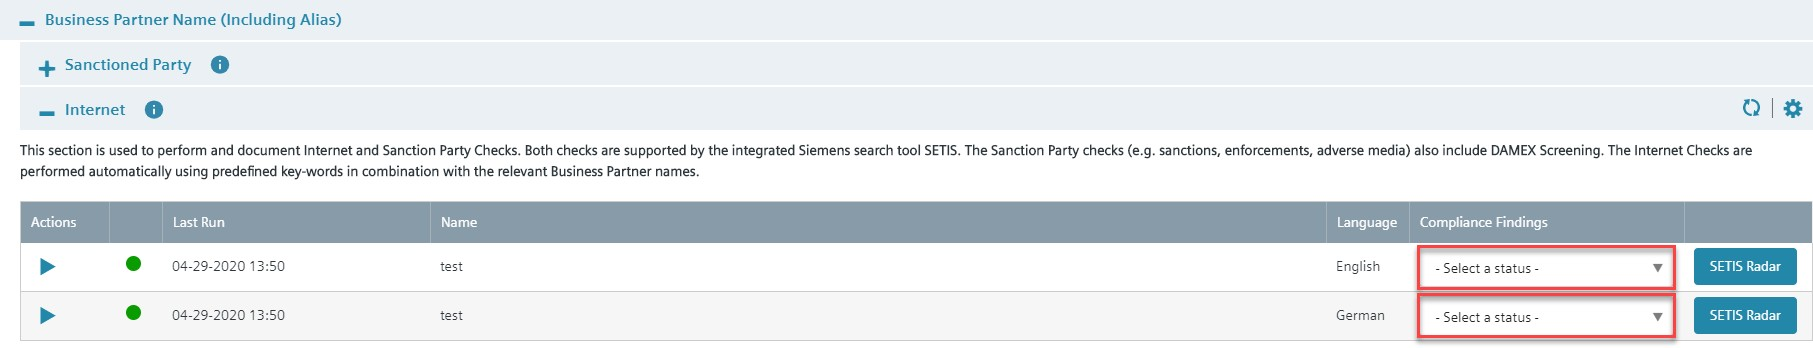 Business Partner Name (Including Alias)
Sanctioned Party
Internet
This section is used to perform and document Internet and Sanction Party Checks. Both checks are supported by the integrated Siemens search tool SETIS. The Sanction Party checks (e.g. sanctions, enforcements, adverse media) also include DAMEX Screening. The Internet Checks are
performed automatically using predefined key-words in combination with the relevant Business Partner names.
Actions Last Run Name Language Compliance Findings
04-29-2020 13:50 test English - Select a status - SETIS Radar
04-29-2020 13:50 test German - Select a status - SETIS Radar